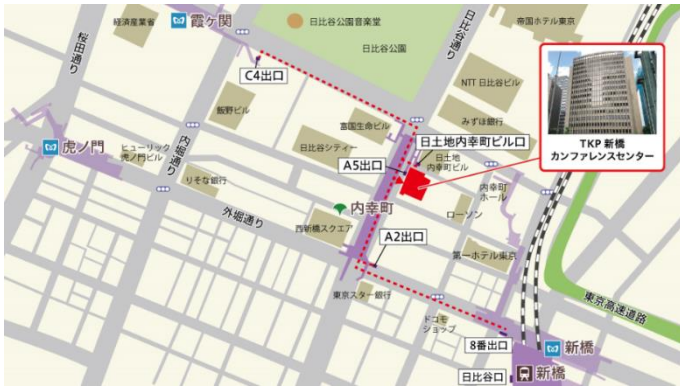 経済産業省
霞ヶ関
日比谷公園音楽堂
日比谷公園
日比谷通り
帝国ホテル東京
桜田通り
C4出口
NTT 日比谷ビル
飯野ビル
富国生命ビル
みずほ銀行
TKP 新橋
カンファレンスセンター
虎ノ門
ヒューリック
虎ノ門ビル
内堀通り
日比谷シティー
日土地内幸町ビル口
A5出口
日土地
内幸町ビル
りそな銀行
内幸町
ホール
内幸町
ローソン
外堀通り
西新橋スクエア
A2出口
第一ホテル東京
東京スター銀行
東京高速道路
ドコモ
ショップ
8番出口
新橋
日比谷口
新橋